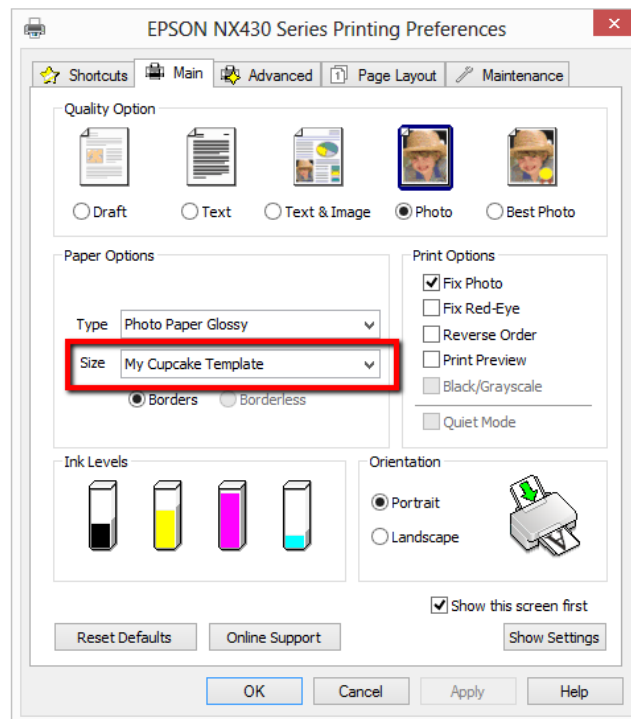 EPSON NX430 Series Printing Preferences
Shortcuts Main Advanced Page Layout Maintenance
Quality Option
Draft Text Text & Image Photo Best Photo
Paper Options
Type Photo Paper Glossy
Size My Cupcake Template
Borders Borderless
Print Options
Fix Photo
Fix Red-Eye
Reverse Order
Print Preview
Black/Grayscale
Quiet Mode
Ink Levels
Orientation
Portrait
Landscape
Show this screen first
Reset Defaults Online Support Show Settings
OK Cancel Apply Help